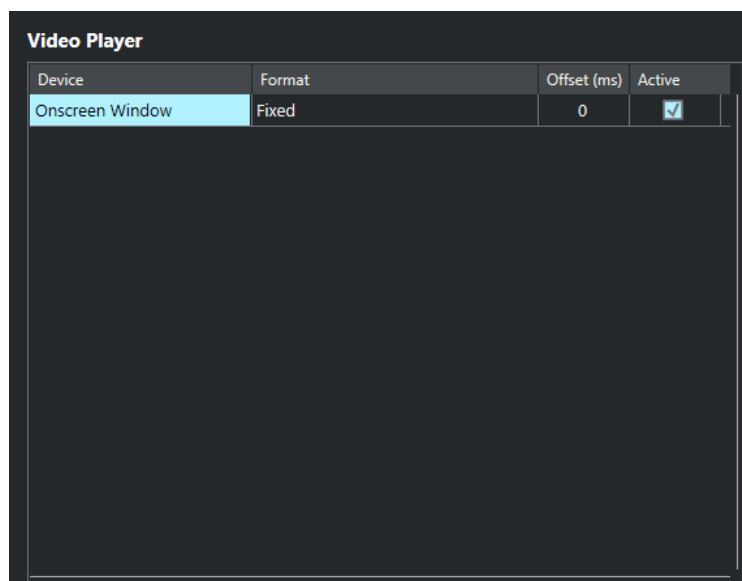 Video Player
Device Format Offset (ms) Active
Onscreen Window Fixed 0